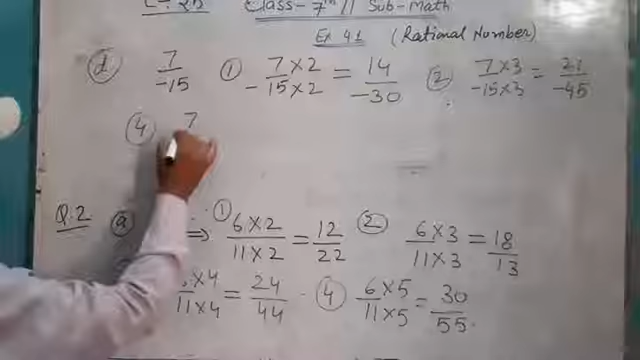 Class-7th // Sub-Math
Ex 4.1 (Rational Number)
(d) 7/-15 (1) 7×2/-15×2 = 14/-30 (2) 7×3/-15×3 = 21/-45
(4) 7
Q.2 (a) ⇒ (1) 6×2/11×2 = 12/22 (2) 6×3/11×3 = 18/13
×4/11×4 = 24/44 (4) 6×5/11×5 = 30/55